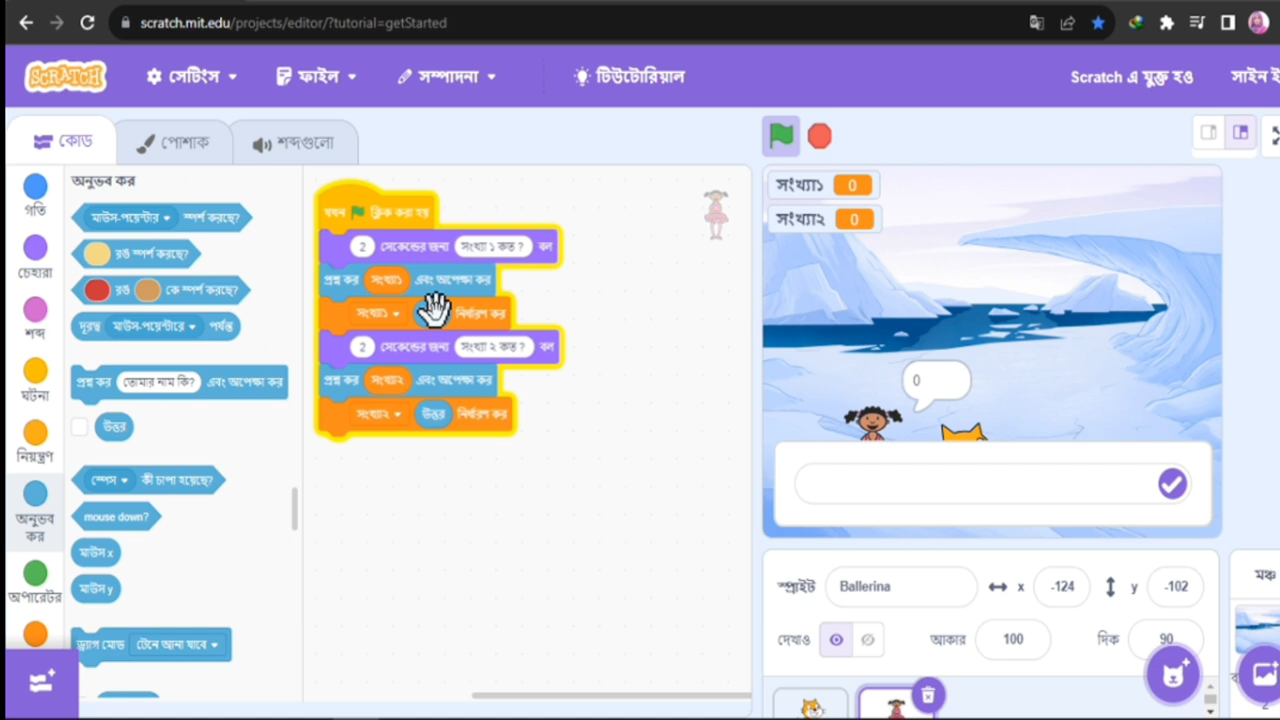 scratch.mit.edu/projects/editor/?tutorial=getStarted
SCRATCH
সেটিংস
ফাইল
সম্পাদনা
টিউটোরিয়াল
Scratch এ যুক্ত হও
সাইন ই
কোড
পোশাক
শব্দগুলো
গতি
চেহারা
শব্দ
ঘটনা
নিয়ন্ত্রণ
অনুভব
কর
অপারেটর
অনুভব কর
মাউস-পয়েন্টার স্পর্শ করছে?
রঙ স্পর্শ করছে?
রঙ কে স্পর্শ করছে?
দূরত্ব মাউস-পয়েন্টারে পর্যন্ত
প্রশ্ন কর তোমার নাম কি? এবং অপেক্ষা কর
উত্তর
স্পেস কী চাপা হয়েছে?
mouse down?
মাউস x
মাউস y
ড্র্যাগ মোড টেনে আনা যাবে
যখন ক্লিক করা হয়
2 সেকেন্ডের জন্য সংখ্যা ১ কত ? বল
প্রশ্ন কর সংখ্যা১ এবং অপেক্ষা কর
সংখ্যা১ নির্ধারণ কর
2 সেকেন্ডের জন্য সংখ্যা ২ কত ? বল
প্রশ্ন কর সংখ্যা২ এবং অপেক্ষা কর
সংখ্যা২ উত্তর নির্ধারণ কর
সংখ্যা১ 0
সংখ্যা২ 0
0
স্প্রাইট Ballerina x -124 y -102
দেখাও আকার 100 দিক 90
মঞ্চ
2